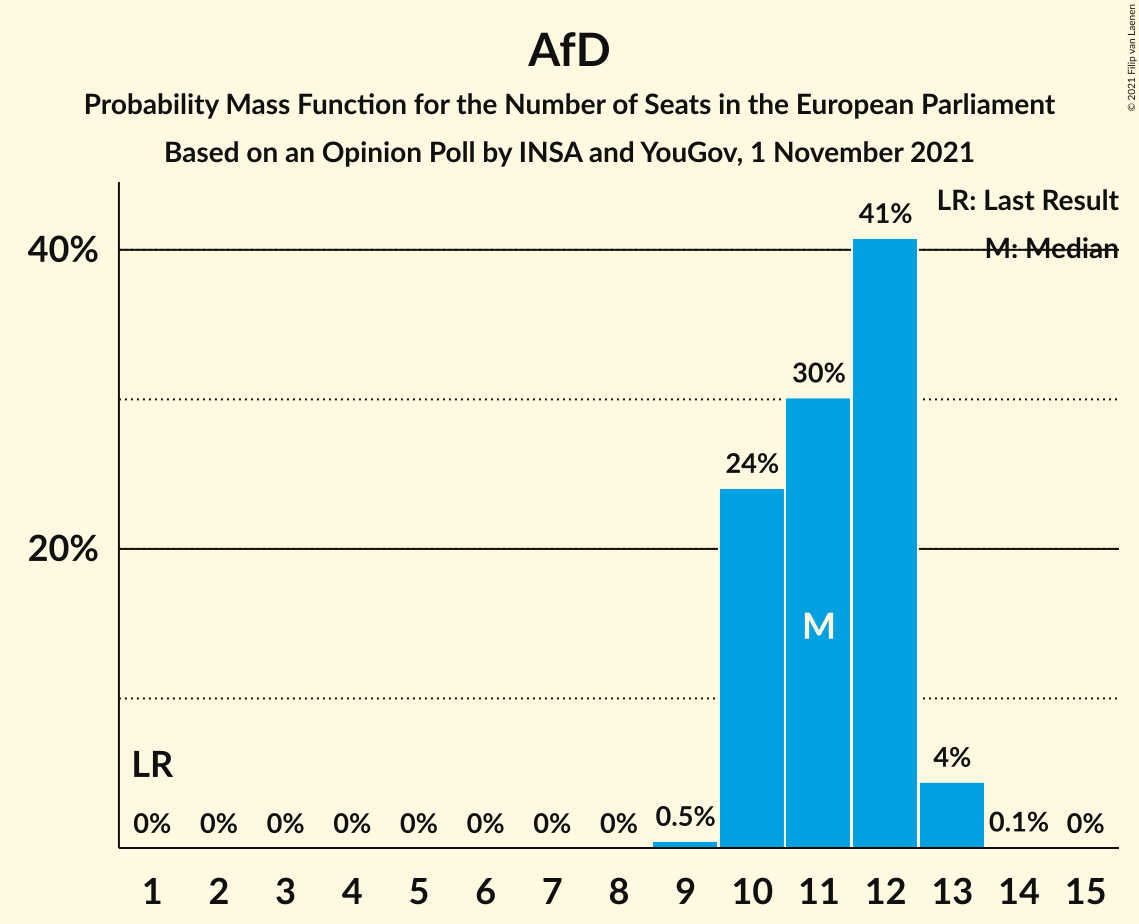 AfD
Probability Mass Function for the Number of Seats in the European Parliament
Based on an Opinion Poll by INSA and YouGov, 1 November 2021
© 2021 Filip van Laenen
LR: Last Result
M: Median
41%
40%
30%
24%
20%
M
LR
4%
0% 0% 0% 0% 0% 0% 0% 0% 0.5% 0.1% 0%
1 2 3 4 5 6 7 8 9 10 11 12 13 14 15